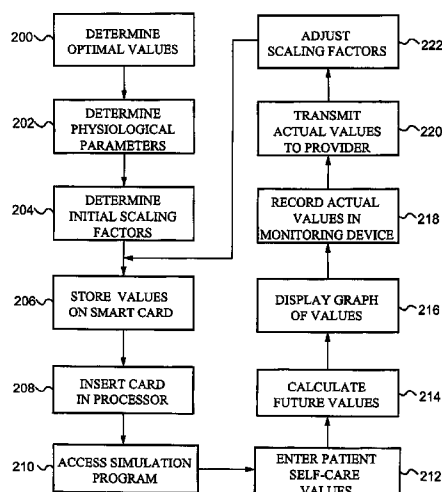 200
DETERMINE
OPTIMAL VALUES
202
DETERMINE
PHYSIOLOGICAL
PARAMETERS
204
DETERMINE
INITIAL SCALING
FACTORS
206
STORE VALUES
ON SMART CARD
208
INSERT CARD
IN PROCESSOR
210
ACCESS SIMULATION
PROGRAM
ENTER PATIENT
SELF-CARE
VALUES
212
CALCULATE
FUTURE VALUES
214
DISPLAY GRAPH
OF VALUES
216
RECORD ACTUAL
VALUES IN
MONITORING DEVICE
218
TRANSMIT
ACTUAL VALUES
TO PROVIDER
220
ADJUST
SCALING FACTORS
222